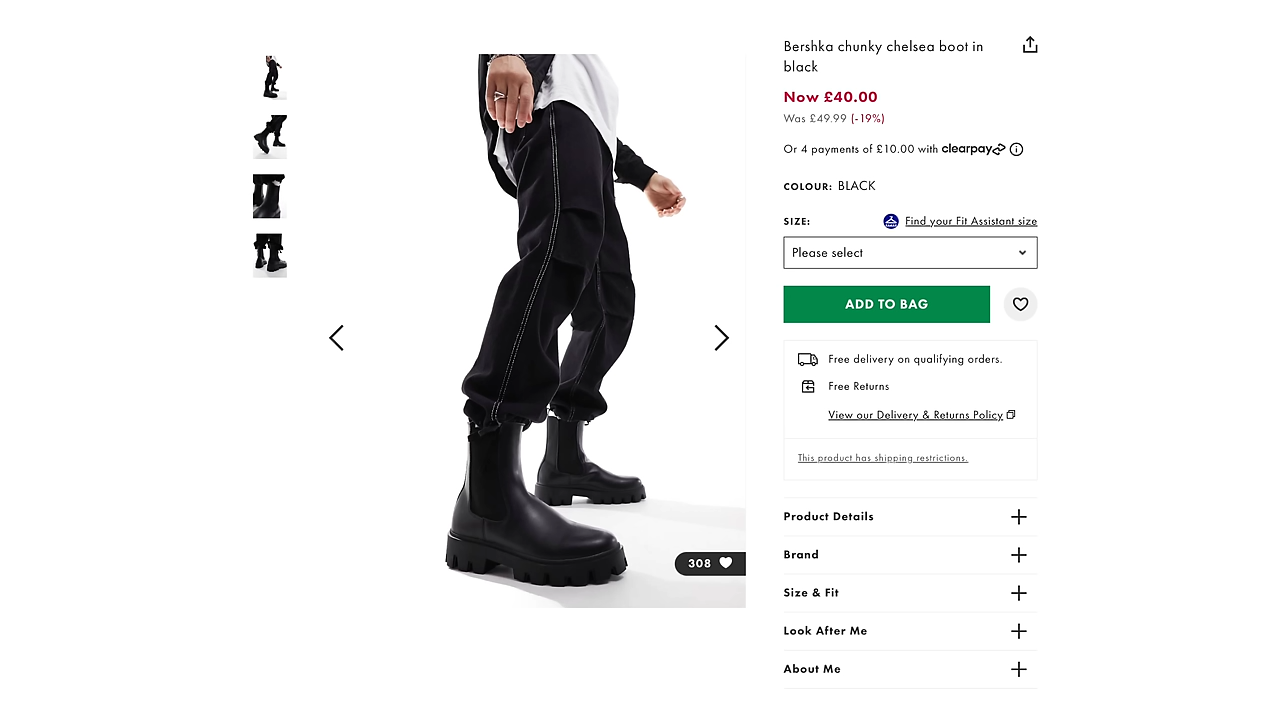 Bershka chunky chelsea boot in
black
Now £40.00
Was £49.99 (-19%)
Or 4 payments of £10.00 with clearpay
COLOUR: BLACK
SIZE:
Find your Fit Assistant size
Please select
ADD TO BAG
308
Free delivery on qualifying orders.
Free Returns
View our Delivery & Returns Policy
This product has shipping restrictions.
Product Details
Brand
Size & Fit
Look After Me
About Me